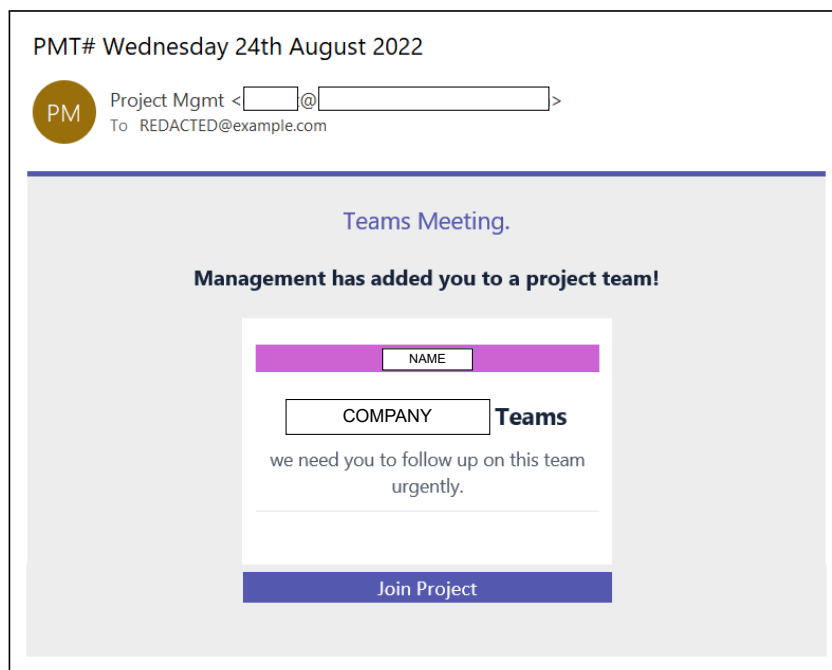 PMT# Wednesday 24th August 2022
PM
Project Mgmt < @ >
To REDACTED@example.com
Teams Meeting.
Management has added you to a project team!
NAME
COMPANY Teams
we need you to follow up on this team
urgently.
Join Project